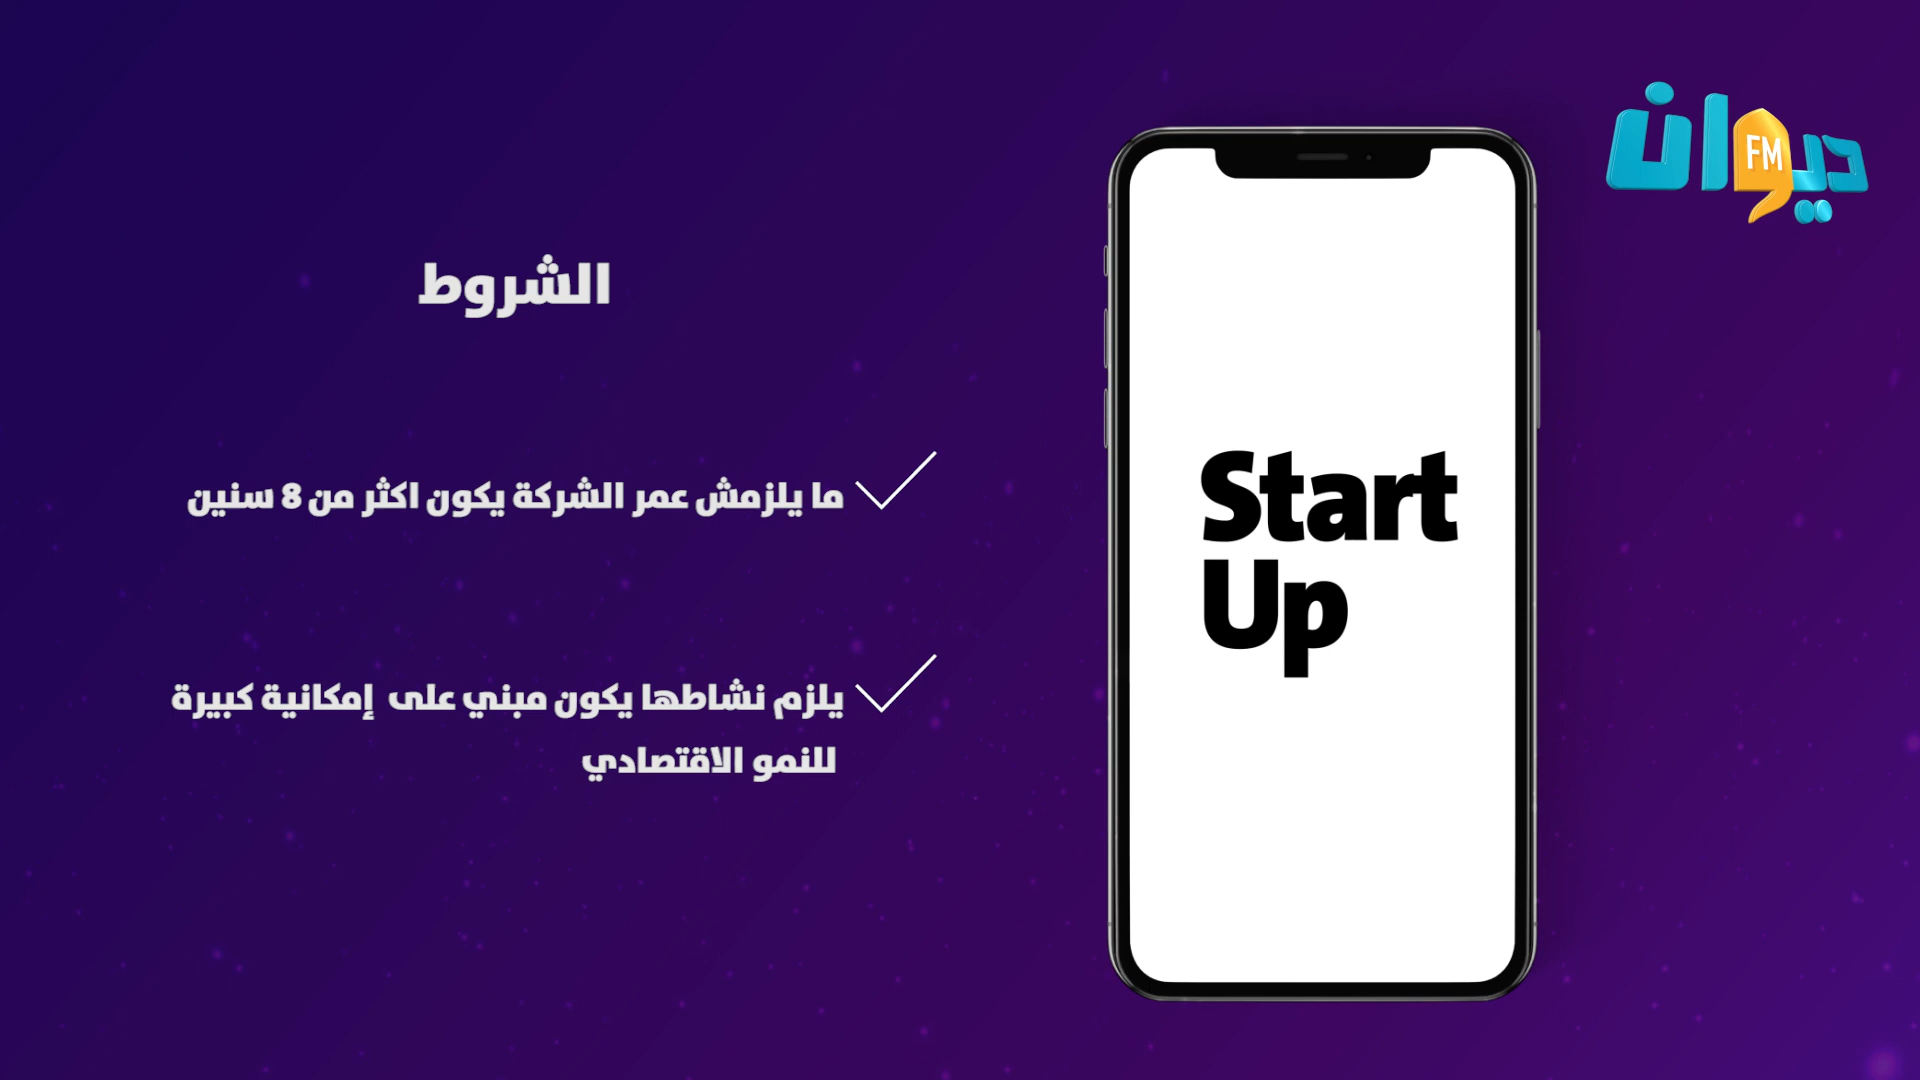 ديوان
FM
الشروط
ما يلزمش عمر الشركة يكون اكثر من 8 سنين
يلزم نشاطها يكون مبني على إمكانية كبيرة
للنمو الاقتصادي
Start
Up